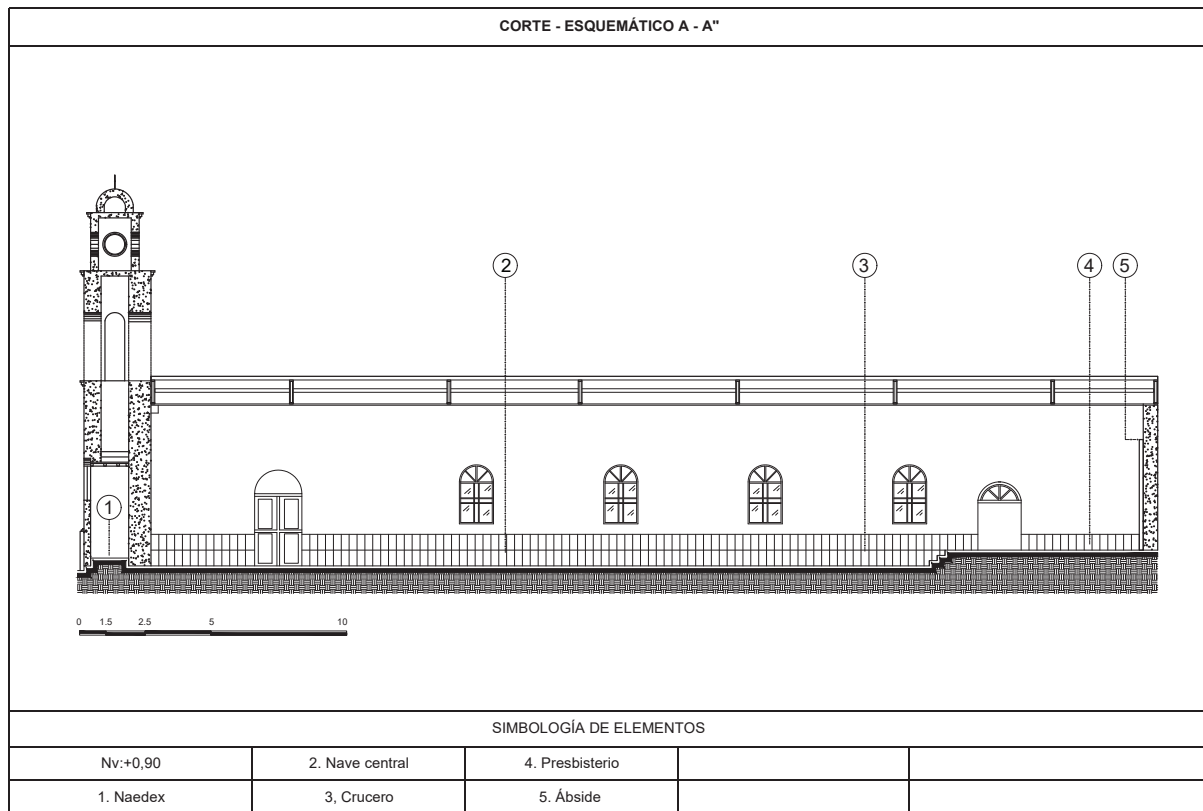 CORTE - ESQUEMÁTICO A - A"
2 3 4 5
1
0 1.5 2.5 5 10
SIMBOLOGÍA DE ELEMENTOS
Nv:+0,90 2. Nave central 4. Presbisterio
1. Naedex 3, Crucero 5. Ábside